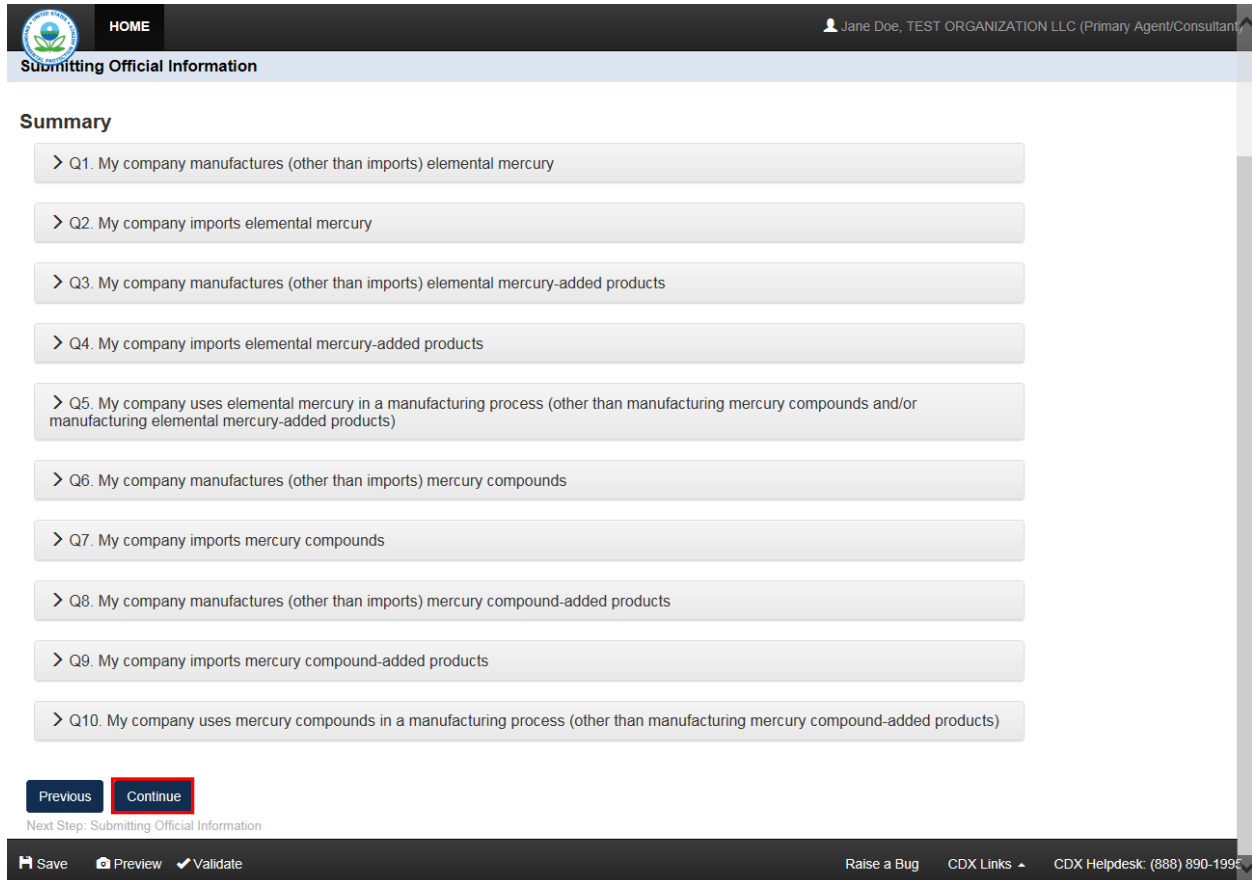 HOME
Jane Doe, TEST ORGANIZATION LLC (Primary Agent/Consultant)
Submitting Official Information
Summary
Q1. My company manufactures (other than imports) elemental mercury
Q2. My company imports elemental mercury
Q3. My company manufactures (other than imports) elemental mercury-added products
Q4. My company imports elemental mercury-added products
Q5. My company uses elemental mercury in a manufacturing process (other than manufacturing mercury compounds and/or
manufacturing elemental mercury-added products)
Q6. My company manufactures (other than imports) mercury compounds
Q7. My company imports mercury compounds
Q8. My company manufactures (other than imports) mercury compound-added products
Q9. My company imports mercury compound-added products
Q10. My company uses mercury compounds in a manufacturing process (other than manufacturing mercury compound-added products)
Previous Continue
Next Step: Submitting Official Information
Save Preview Validate Raise a Bug CDX Links CDX Helpdesk: (888) 890-1995